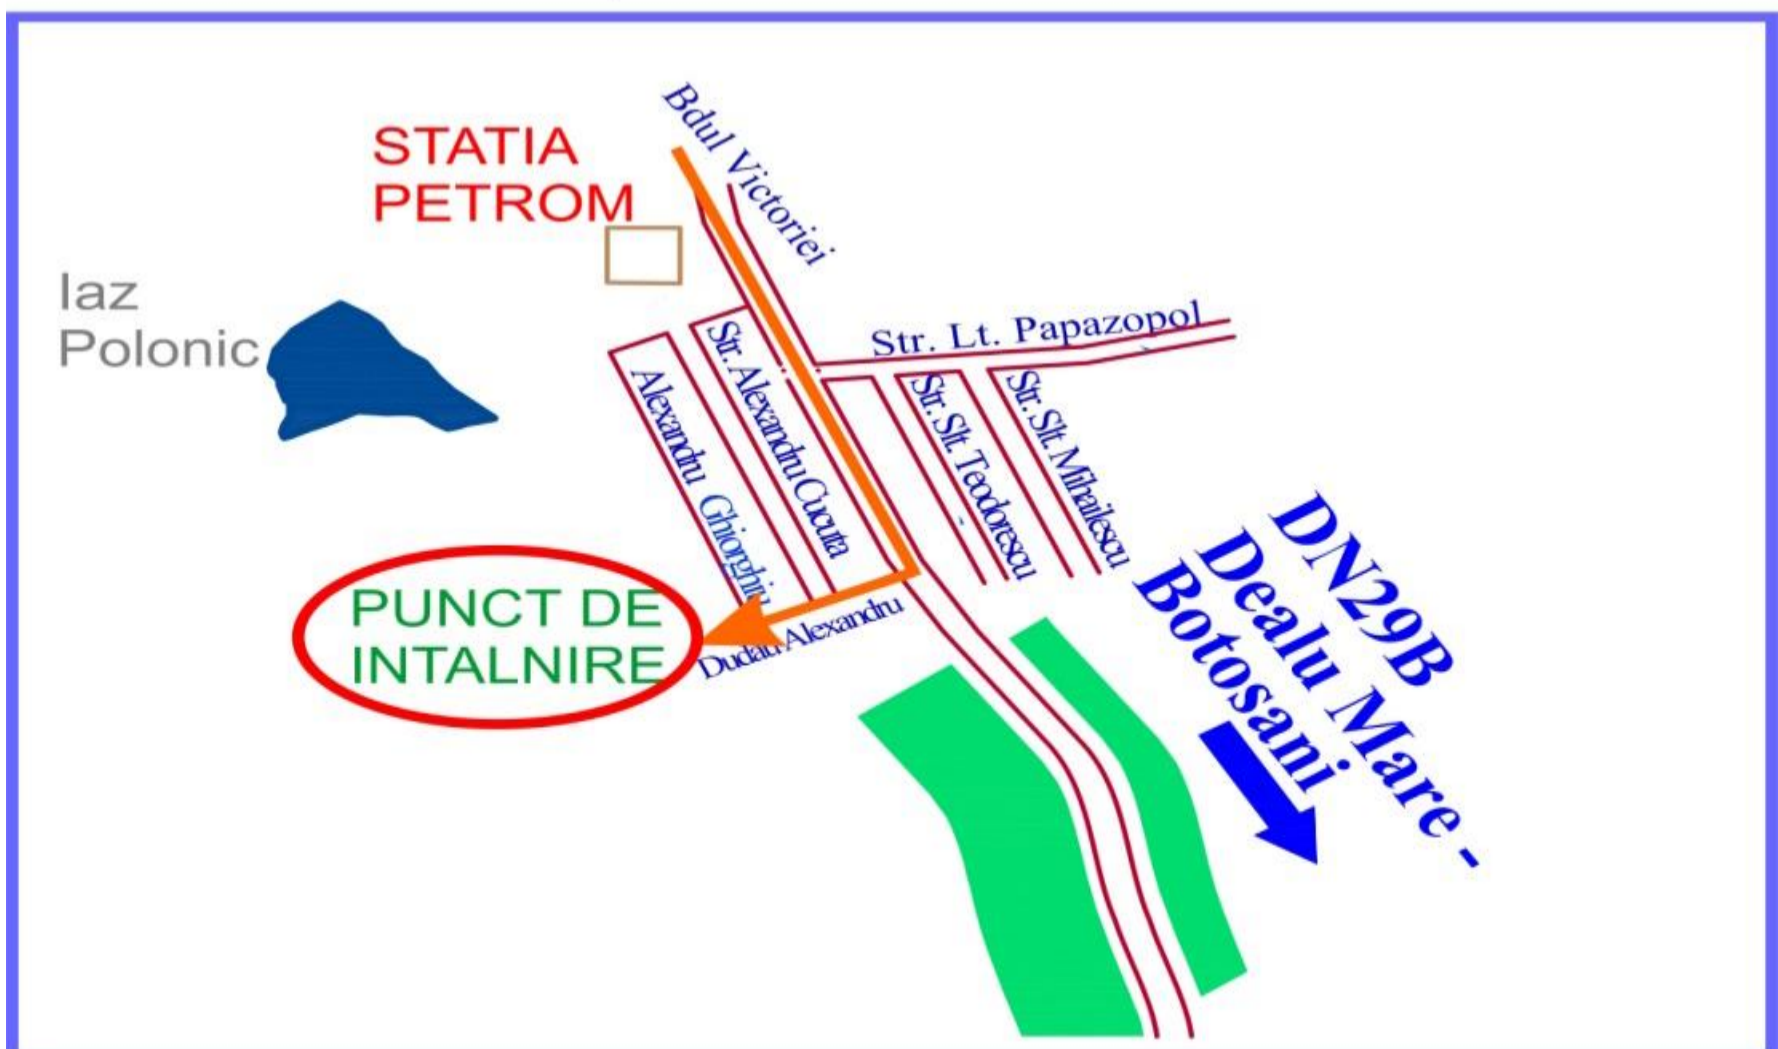 Bdul Victoriei
STATIA
PETROM
Iaz
Polonic
Str. Lt. Papazopol
Str. Alexandru Cucuta
Alexandru Ghiorghiu
Str. Slt. Teodorescu
Str. Slt. Mihailescu
DN29B
Dealu Mare -
Botosani
PUNCT DE
INTALNIRE
Dudau Alexandru